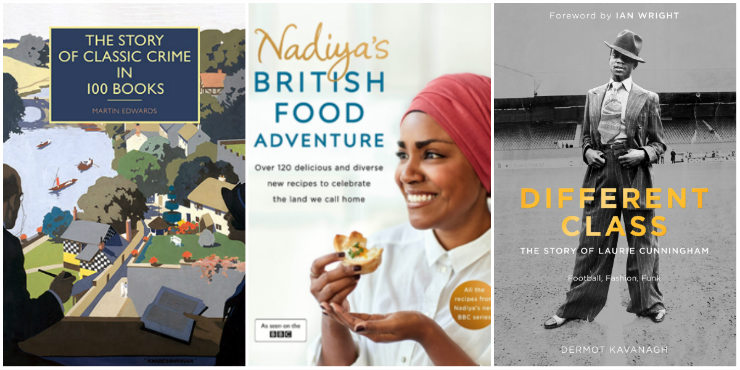 THE STORY
OF CLASSIC CRIME
IN
100 BOOKS
MARTIN EDWARDS
Nadiya's
BRITISH
FOOD
ADVENTURE
Over 120 delicious and diverse
new recipes to celebrate
the land we call home
All the
recipes from
Nadiya's new
BBC series
As seen on the
BBC
Foreword by IAN WRIGHT
DIFFERENT
CLASS
THE STORY OF LAURIE CUNNINGHAM
Football, Fashion, Funk
DERMOT KAVANAGH